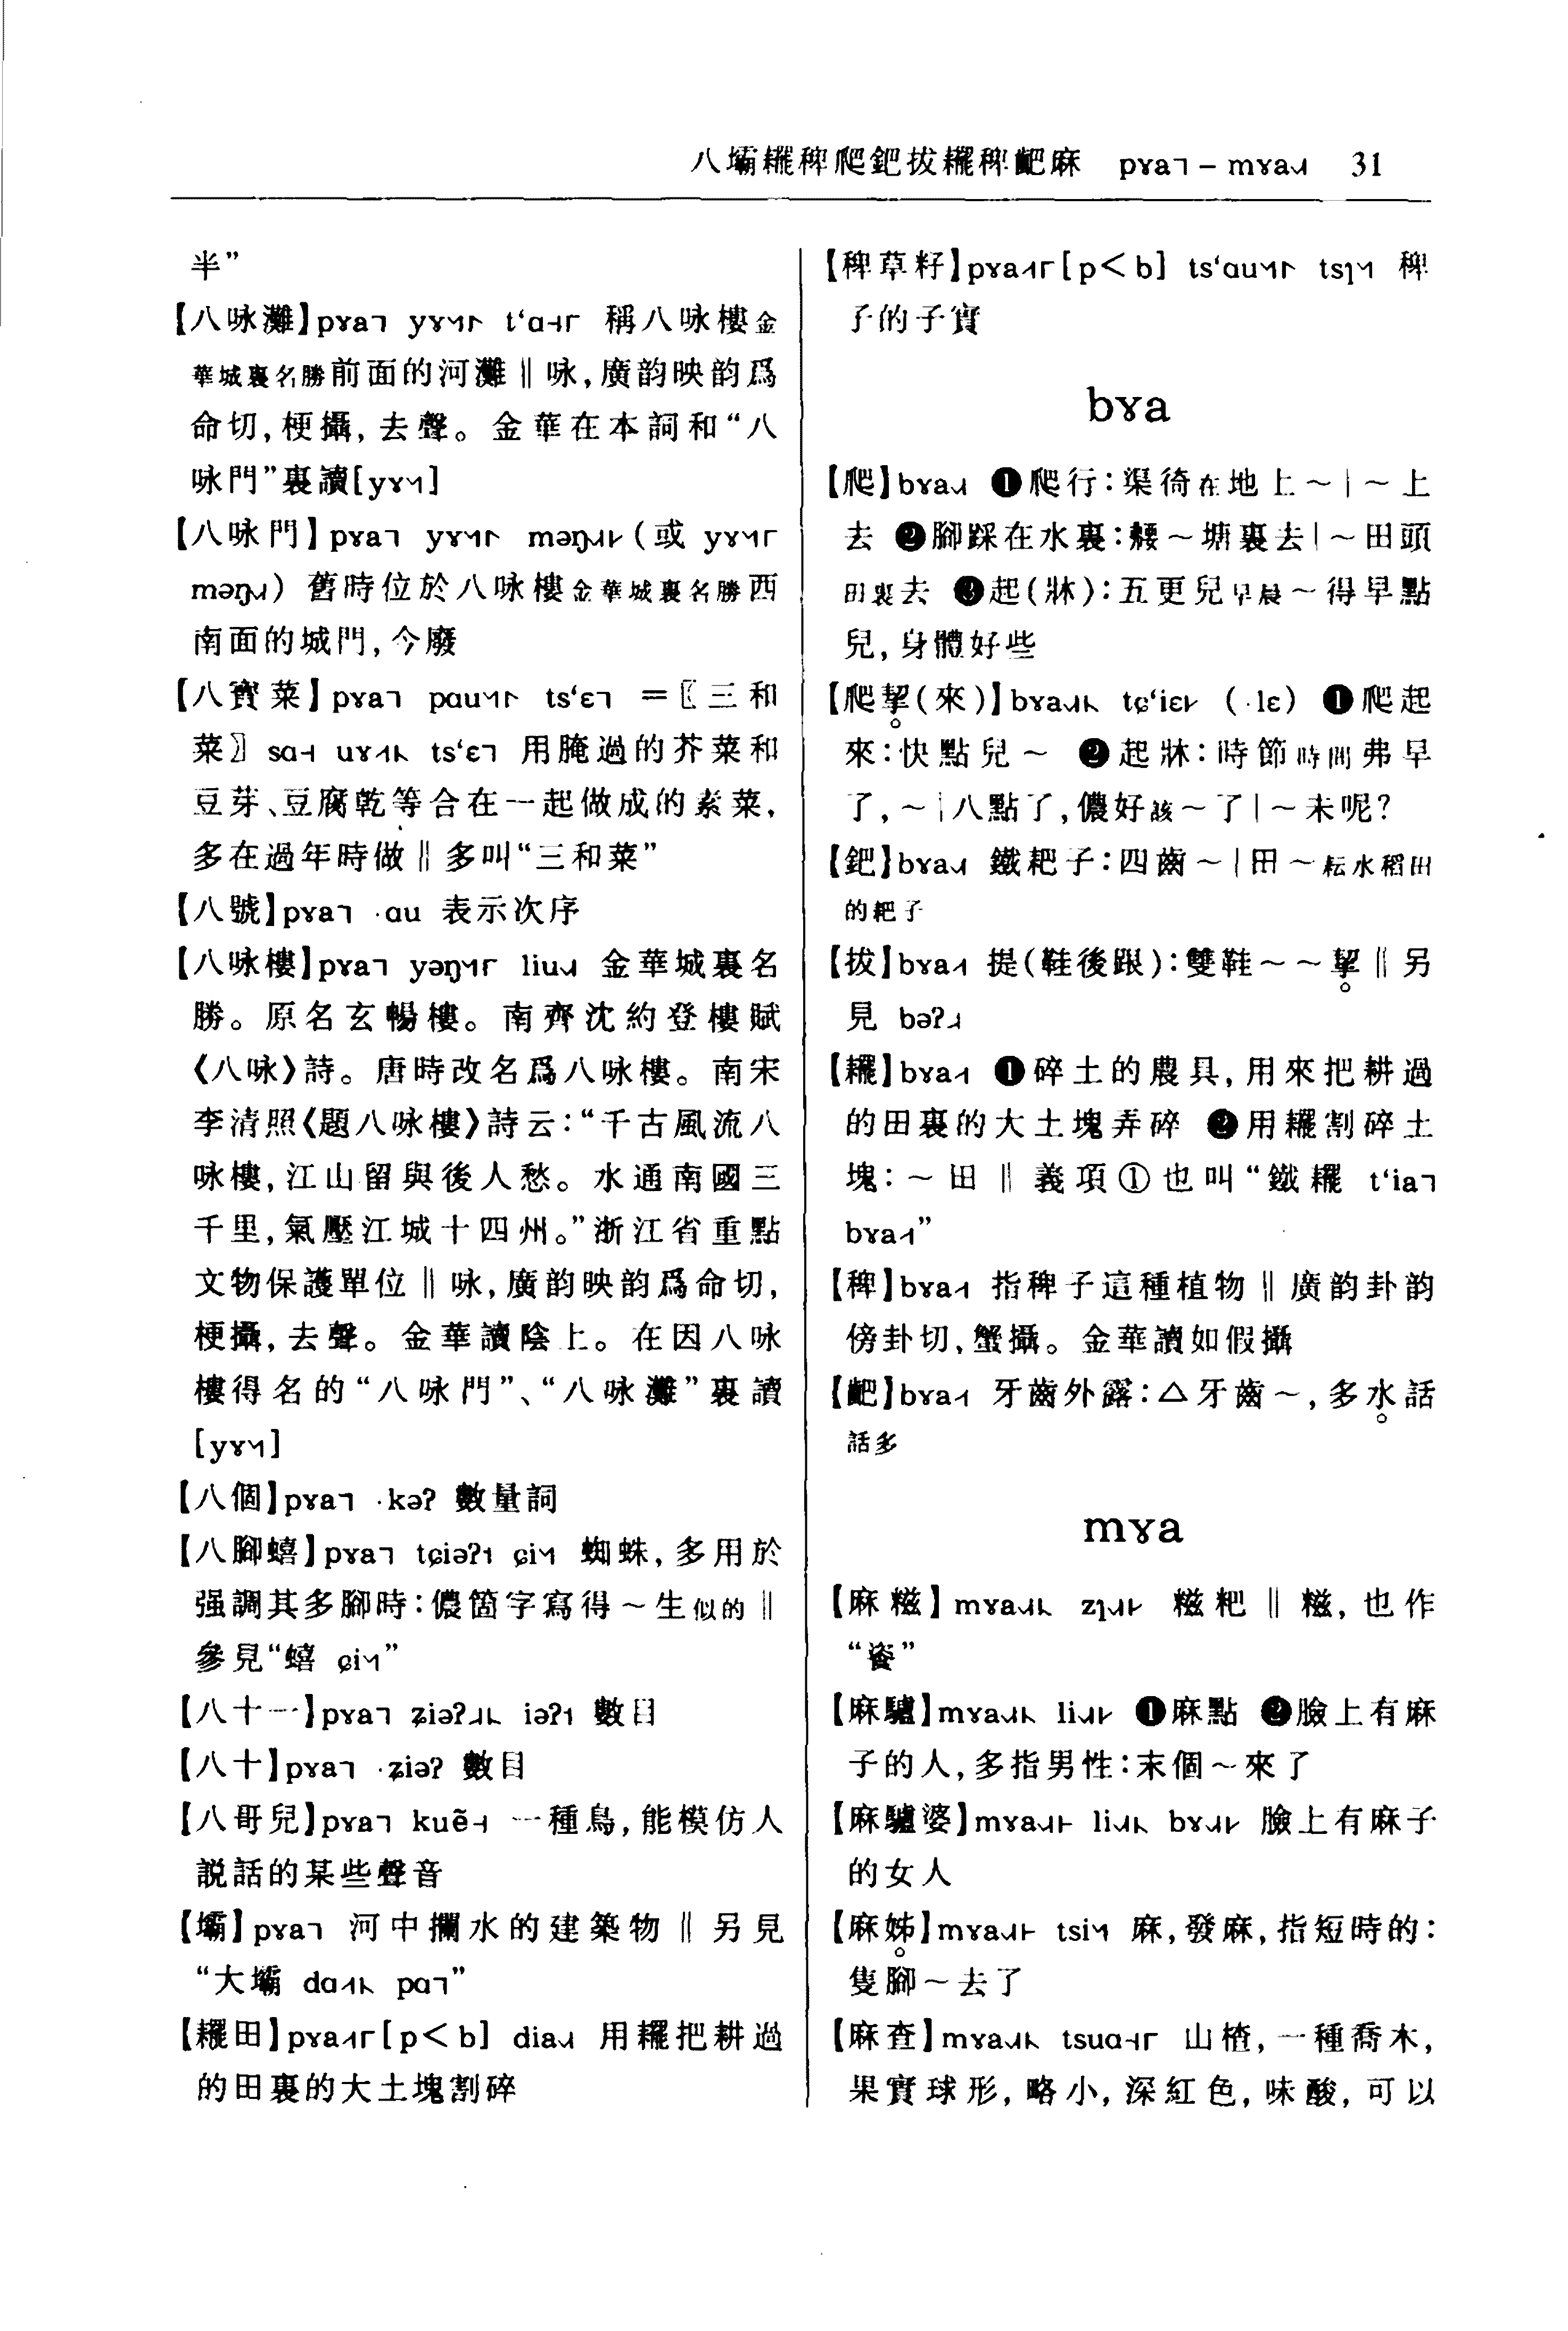 八壩䎱稗爬鈀拔䎱稗齙麻 pɤa˥ – mɤa 31
半”
【八咏灘】pɤa˥ yɤ t‘ɑ 稱八咏樓金
華城裏名勝前面的河灘‖咏,廣韵映韵爲
命切,梗攝,去聲。金華在本詞和“八
咏門”裏讀[yɤ]
【八咏門】pɤa˥ yɤ məŋ(或 yɤ
məŋ) 舊時位於八咏樓金華城裏名勝西
南面的城門,今廢
【八寳菜】pɤa˥ pɑu ts‘ɛ˥ =〖三和
菜〗sɑ uɤ ts‘ɛ˥ 用腌過的芥菜和
豆芽、豆腐乾等合在一起做成的素菜,
多在過年時做‖多叫“三和菜”
【八號】pɤa˥ ·ɑu 表示次序
【八咏樓】pɤa˥ yəŋ liu 金華城裏名
勝。原名玄暢樓。南齊沈約登樓賦
〈八咏〉詩。唐時改名爲八咏樓。南宋
李清照〈題八咏樓〉詩云:“千古風流八
咏樓,江山留與後人愁。水通南國三
千里,氣壓江城十四州。”浙江省重點
文物保護單位‖咏,廣韵映韵爲命切,
梗攝,去聲。金華讀陰上。在因八咏
樓得名的“八咏門”、“八咏灘”裏讀
[yɤ]
【八個】pɤa˥ ·kəʔ 數量詞
【八腳蟢】pɤa˥ tɕiəʔ ɕi 蜘蛛,多用於
强調其多腳時:儂箇字寫得~生似的‖
參見“蟢 ɕi”
【八十一】pɤa˥ ʑiəʔ iəʔ 數目
【八十】pɤa˥ ·ʑiəʔ 數目
【八哥兒】pɤa˥ kuẽ 一種鳥,能模仿人
説話的某些聲音
【壩】pɤa˥ 河中攔水的建築物‖另見
“大壩 dɑ pɑ˥”
【䎱田】pɤa[p＜b] dia 用䎱把耕過
的田裏的大土塊割碎
【稗草籽】pɤa[p＜b] ts‘ɑu tsɿ 稗
子的子實
bɤa
【爬】bɤa ❶爬行:渠徛在地上~|~上
去 ❷腳踩在水裏:䞍~塘裏去|~田頭
田裏去 ❸起(牀):五更兒早晨~得早點
兒,身體好些
【爬挈(來)】bɤa tɕ‘iɛ (·lɛ) ❶爬起
來:快點兒~ ❷起牀:時節時間弗早
了,~|八點了,儂好該~了|~未呢?
【鈀】bɤa 鐵耙子:四齒~|田~耘水稻田
的耙子
【拔】bɤa 提(鞋後跟):雙鞋~~挈‖另
見 bəʔ
【䎱】bɤa ❶碎土的農具,用來把耕過
的田裏的大土塊弄碎 ❷用䎱割碎土
塊:~田‖義項①也叫“鐵䎱 t‘ia˥
bɤa”
【稗】bɤa 指稗子這種植物‖廣韵卦韵
傍卦切,蟹攝。金華讀如假攝
【齙】bɤa 牙齒外露:△牙齒~,多水話
話多
mɤa
【麻糍】mɤa zɿ 糍粑‖糍,也作
“餈”
【麻驢】mɤa li ❶麻點 ❷臉上有麻
子的人,多指男性:末個~來了
【麻驢婆】mɤa li bɤ 臉上有麻子
的女人
【麻姊】mɤa tsi 麻,發麻,指短時的:
隻腳~去了
【麻查】mɤa tsuɑ 山楂,一種喬木,
果實球形,略小,深紅色,味酸,可以